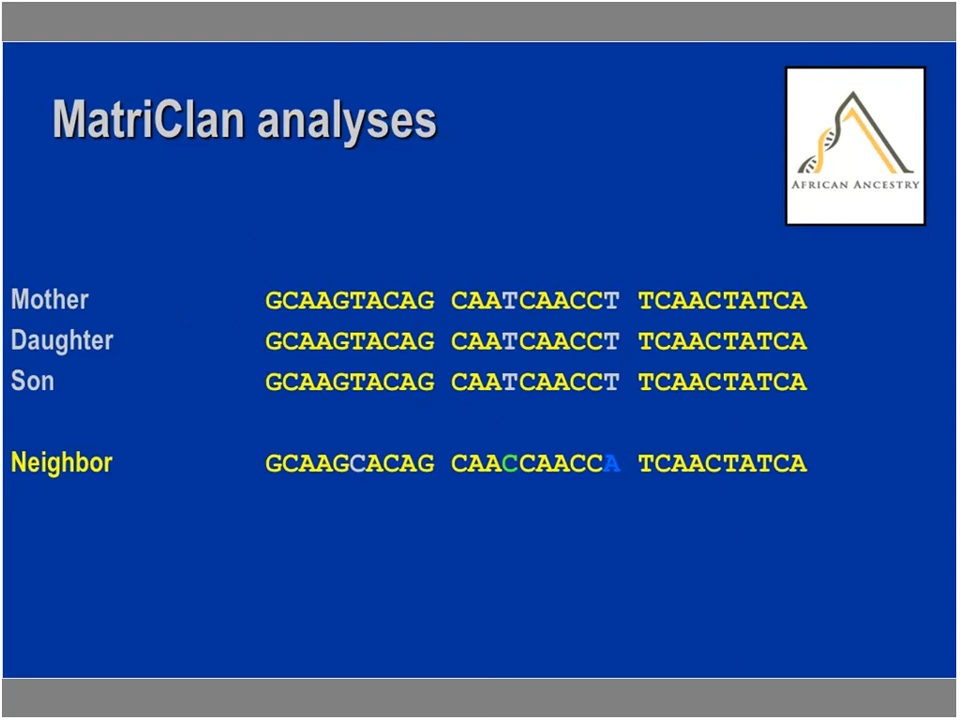 MatriClan analyses
AFRICAN ANCESTRY
Mother GCAAGTACAG CAATCAACCT TCAACTATCA
Daughter GCAAGTACAG CAATCAACCT TCAACTATCA
Son GCAAGTACAG CAATCAACCT TCAACTATCA
Neighbor GCAAGCACAG CAACCAACCA TCAACTATCA